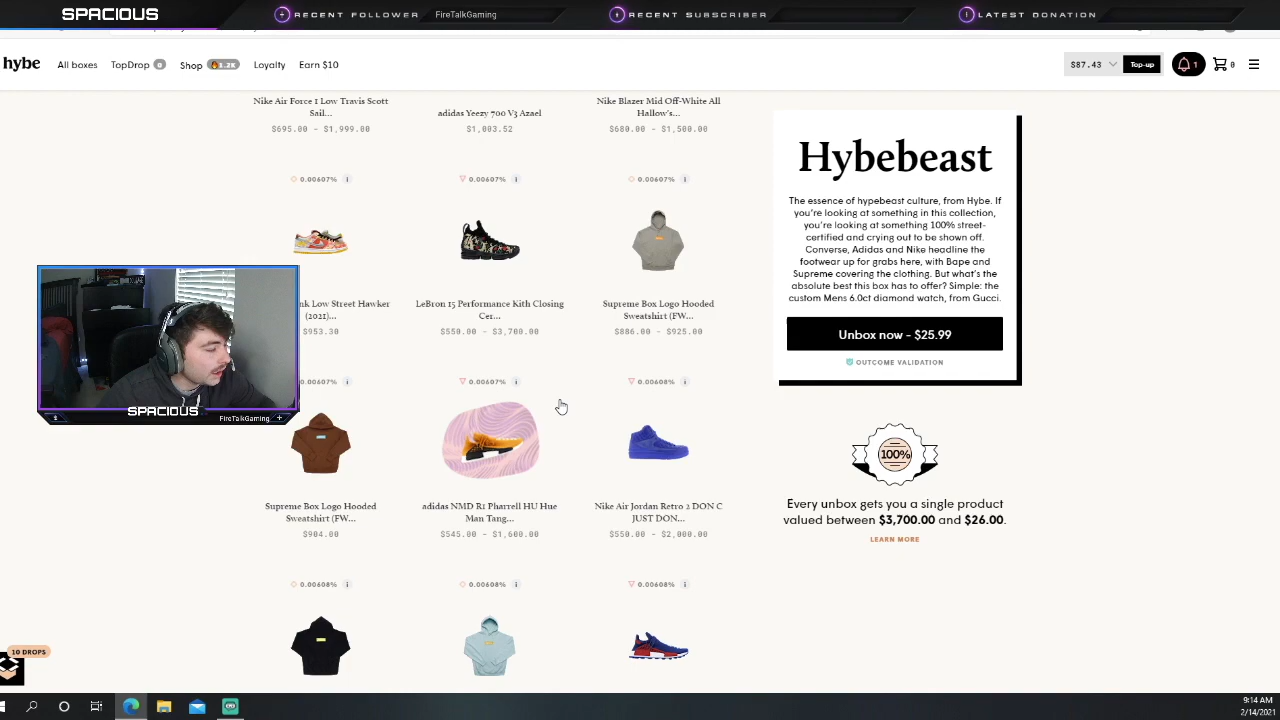 SPACIOUS
RECENT FOLLOWER FireTalkGaming
RECENT SUBSCRIBER
LATEST DONATION
hybe
All boxes
TopDrop 0
Shop 1.2K
Loyalty
Earn $10
$87.43
Top-up
1
0
Nike Air Force 1 Low Travis Scott
Sail...
$695.00 - $1,999.00
adidas Yeezy 700 V3 Azael
$1,003.52
Nike Blazer Mid Off-White All
Hallow's...
$680.00 - $1,500.00
0.00607% i
0.00607% i
0.00607% i
nk Low Street Hawker
(2021)...
$953.30
LeBron 15 Performance Kith Closing
Cer...
$550.00 - $3,700.00
Supreme Box Logo Hooded
Sweatshirt (FW...
$886.00 - $925.00
0.00607% i
0.00607% i
0.00608% i
Supreme Box Logo Hooded
Sweatshirt (FW...
$904.00
adidas NMD R1 Pharrell HU Hue
Man Tang...
$545.00 - $1,600.00
Nike Air Jordan Retro 2 DON C
JUST DON...
$550.00 - $2,000.00
0.00608% i
0.00608% i
0.00608% i
Hybebeast
The essence of hypebeast culture, from Hybe. If
you're looking at something in this collection,
you're looking at something 100% street-
certified and crying out to be shown off.
Converse, Adidas and Nike headline the
footwear up for grabs here, with Bape and
Supreme covering the clothing. But what's the
absolute best this box has to offer? Simple: the
custom Mens 6.0ct diamond watch, from Gucci.
Unbox now - $25.99
OUTCOME VALIDATION
100%
Every unbox gets you a single product
valued between $3,700.00 and $26.00.
LEARN MORE
SPACIOUS
FireTalkGaming
10 DROPS
9:14 AM
2/14/2021